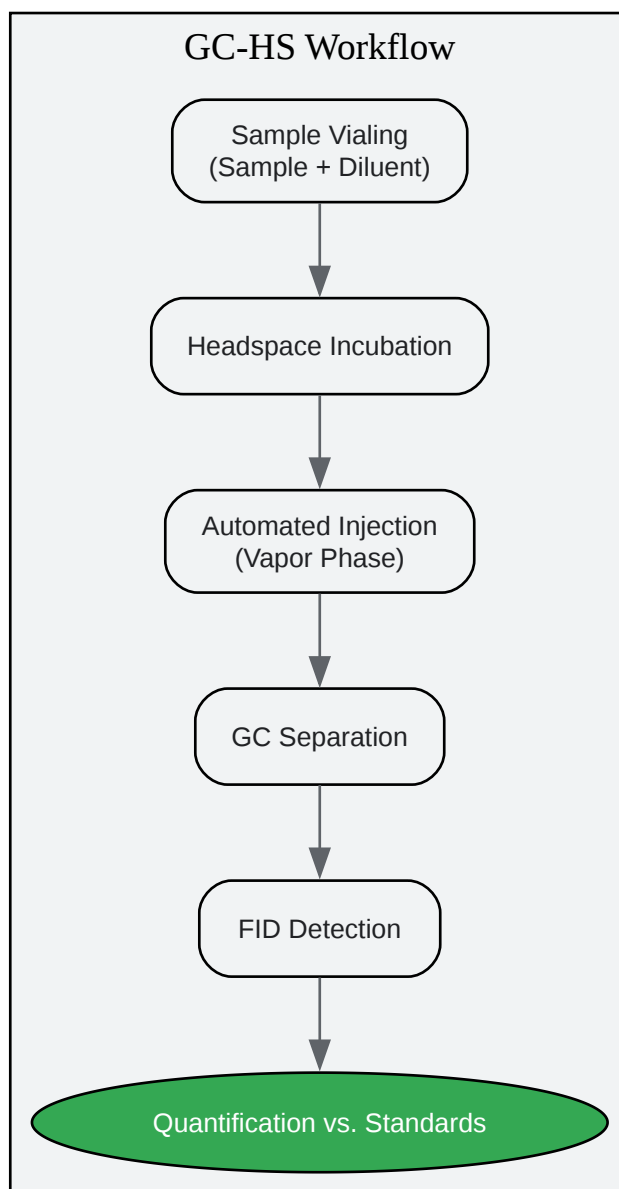 GC-HS Workflow
Sample Vialing
(Sample + Diluent)
Headspace Incubation
Automated Injection
(Vapor Phase)
GC Separation
FID Detection
Quantification vs. Standards